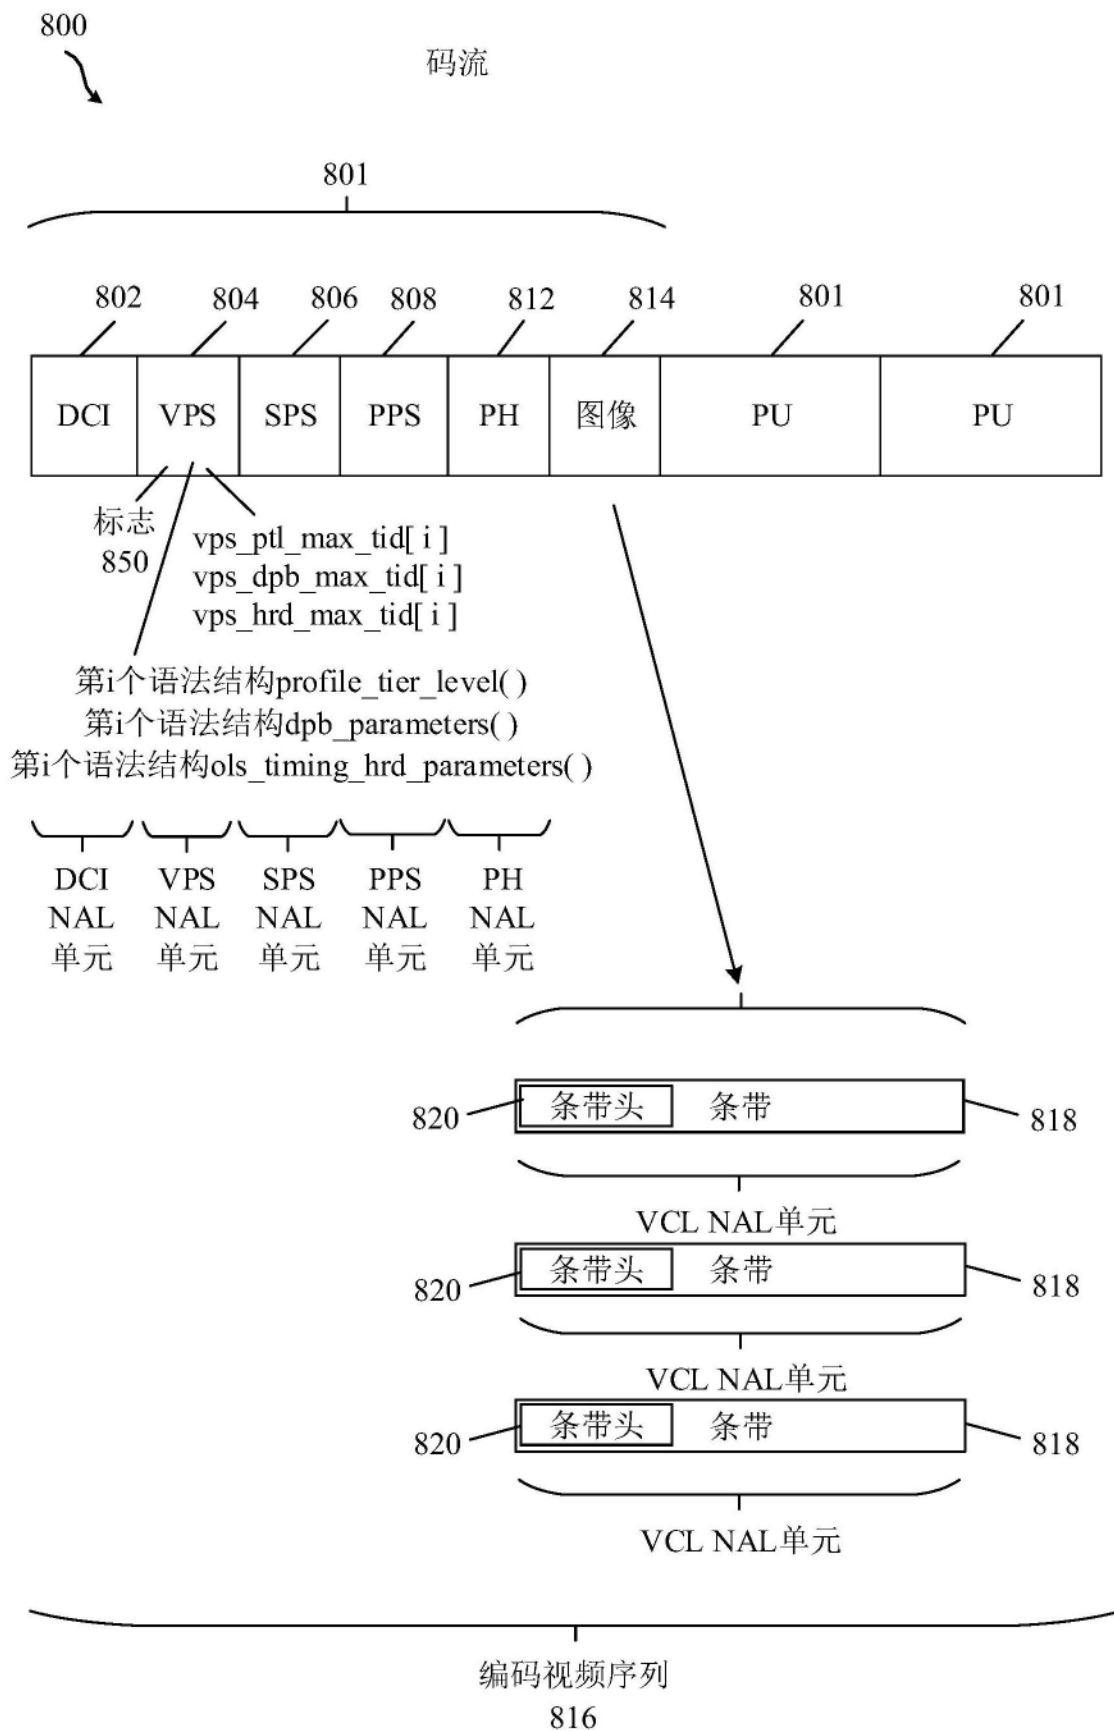 800
码流
801
802 804 806 808 812 814 801 801
DCI VPS SPS PPS PH 图像 PU PU
标志
850
vps_ptl_max_tid[ i ]
vps_dpb_max_tid[ i ]
vps_hrd_max_tid[ i ]
第i个语法结构profile_tier_level( )
第i个语法结构dpb_parameters( )
第i个语法结构ols_timing_hrd_parameters( )
DCI VPS SPS PPS PH
NAL NAL NAL NAL NAL
单元 单元 单元 单元 单元
820 条带头 条带 818
VCL NAL单元
820 条带头 条带 818
VCL NAL单元
820 条带头 条带 818
VCL NAL单元
编码视频序列
816